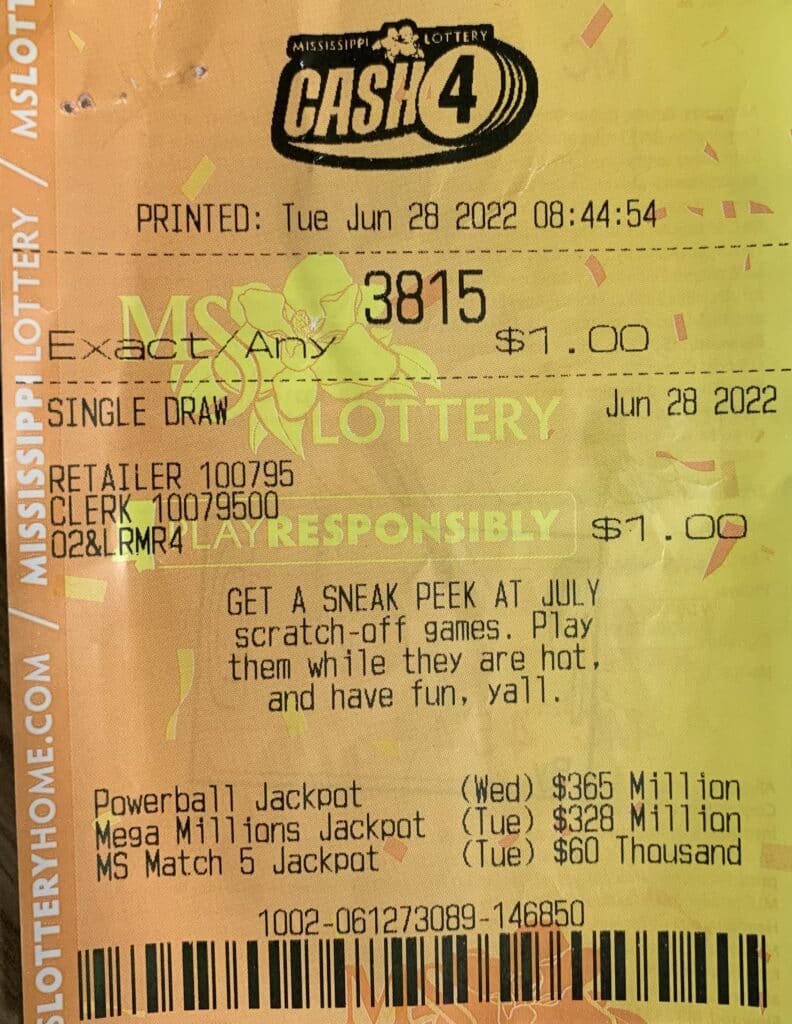 MISSISSIPPI LOTTERY
CASH 4
PRINTED: Tue Jun 28 2022 08:44:54
3815
Exact/Any $1.00
SINGLE DRAW Jun 28 2022
MS
LOTTERY
RETAILER 100795
CLERK 10079500
02&LRMR4 $1.00
PLAY RESPONSIBLY
GET A SNEAK PEEK AT JULY
scratch-off games. Play
them while they are hot,
and have fun, yall.
Powerball Jackpot (Wed) $365 Million
Mega Millions Jackpot (Tue) $328 Million
MS Match 5 Jackpot (Tue) $60 Thousand
1002-061273089-146850
MS
SLOTTERYHOME.COM / MISSISSIPPI LOTTERY / MSLOTT